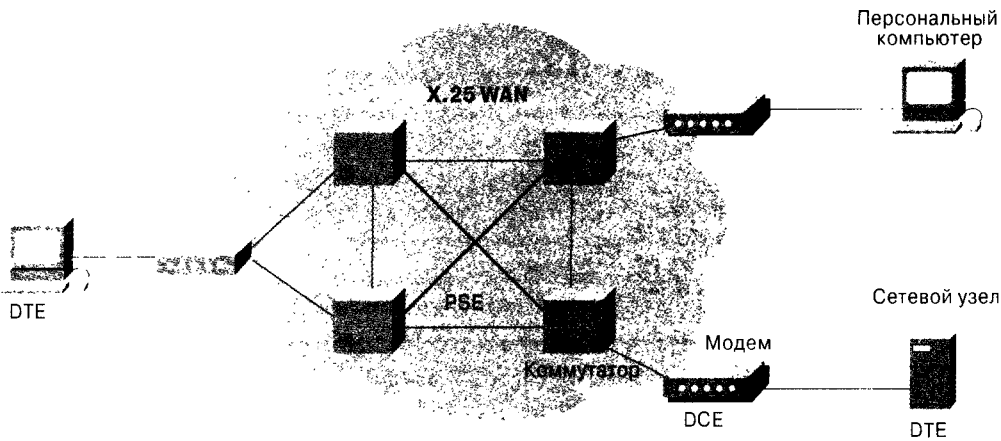 Персональный
компьютер
X.25 WAN
DTE
PSE
Сетевой узел
Модем
Коммутатор
DCE
DTE